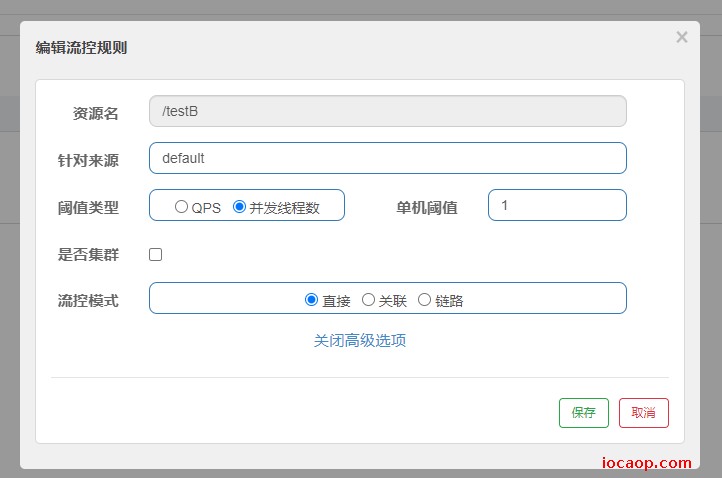 编辑流控规则 ×
资源名 /testB
针对来源 default
阈值类型 QPS 并发线程数 单机阈值 1
是否集群
流控模式 直接 关联 链路
关闭高级选项
保存 取消
iocaop.com